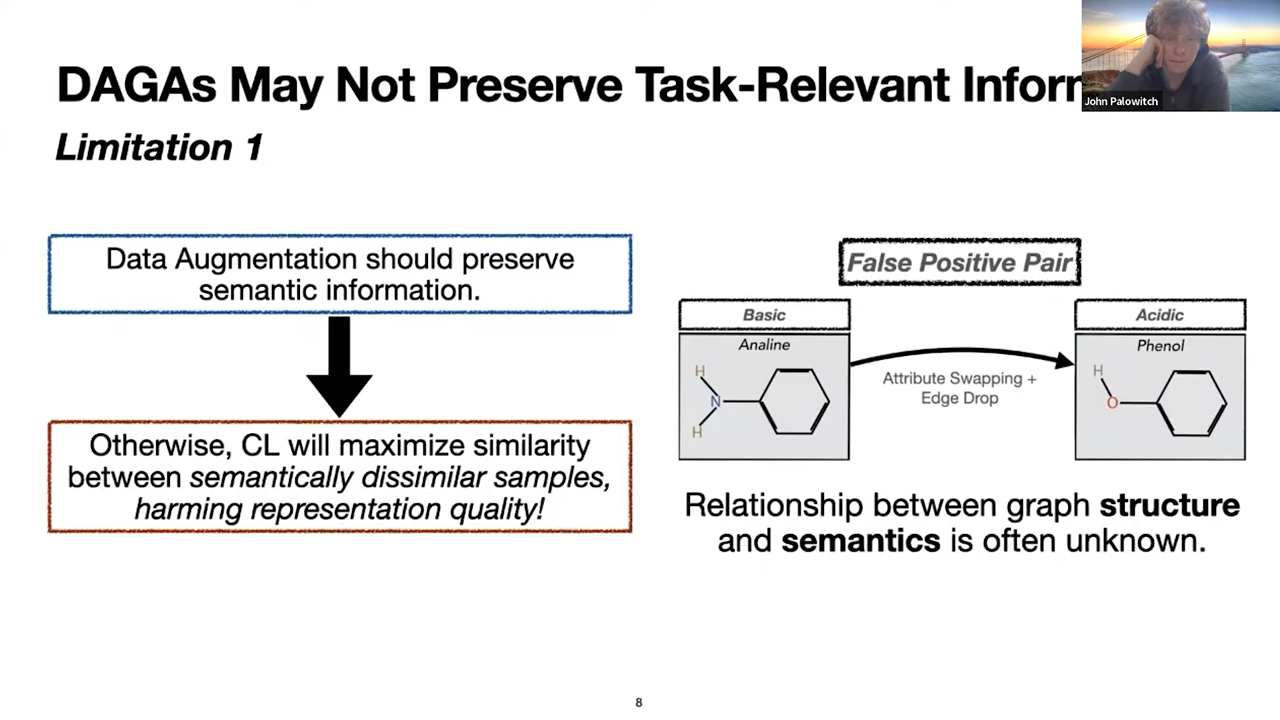 DAGAs May Not Preserve Task-Relevant
Limitation 1
John Palowitch
Data Augmentation should preserve
semantic information.
Otherwise, CL will maximize similarity
between semantically dissimilar samples,
harming representation quality!
False Positive Pair
Basic
Analine
H
N
H
Attribute Swapping +
Edge Drop
Acidic
Phenol
H
O
Relationship between graph structure
and semantics is often unknown.
8